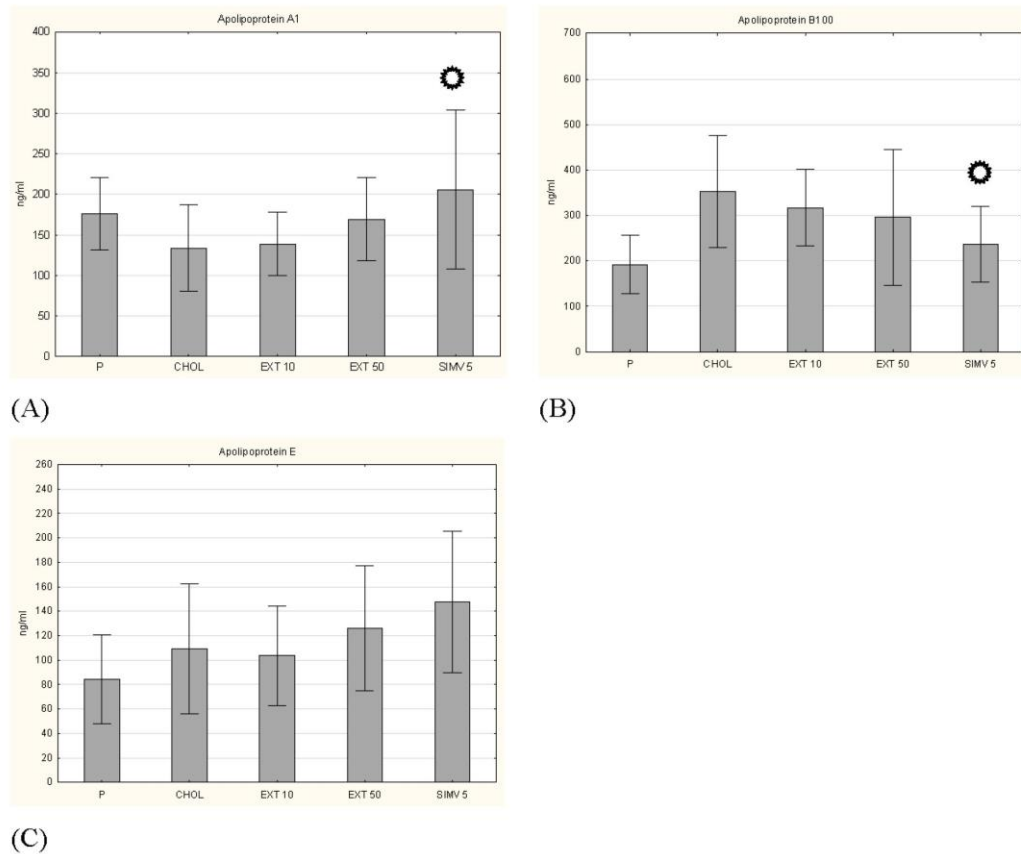 Apolipoprotein A1
400
350
300
250
200
150
100
50
0
ng/ml
P CHOL EXT 10 EXT 50 SIMV 5
(A)
Apolipoprotein B100
700
600
500
400
300
200
100
0
ng/ml
P CHOL EXT 10 EXT 50 SIMV 5
(B)
Apolipoprotein E
260
240
220
200
180
160
140
120
100
80
60
40
20
0
ng/ml
P CHOL EXT 10 EXT 50 SIMV 5
(C)